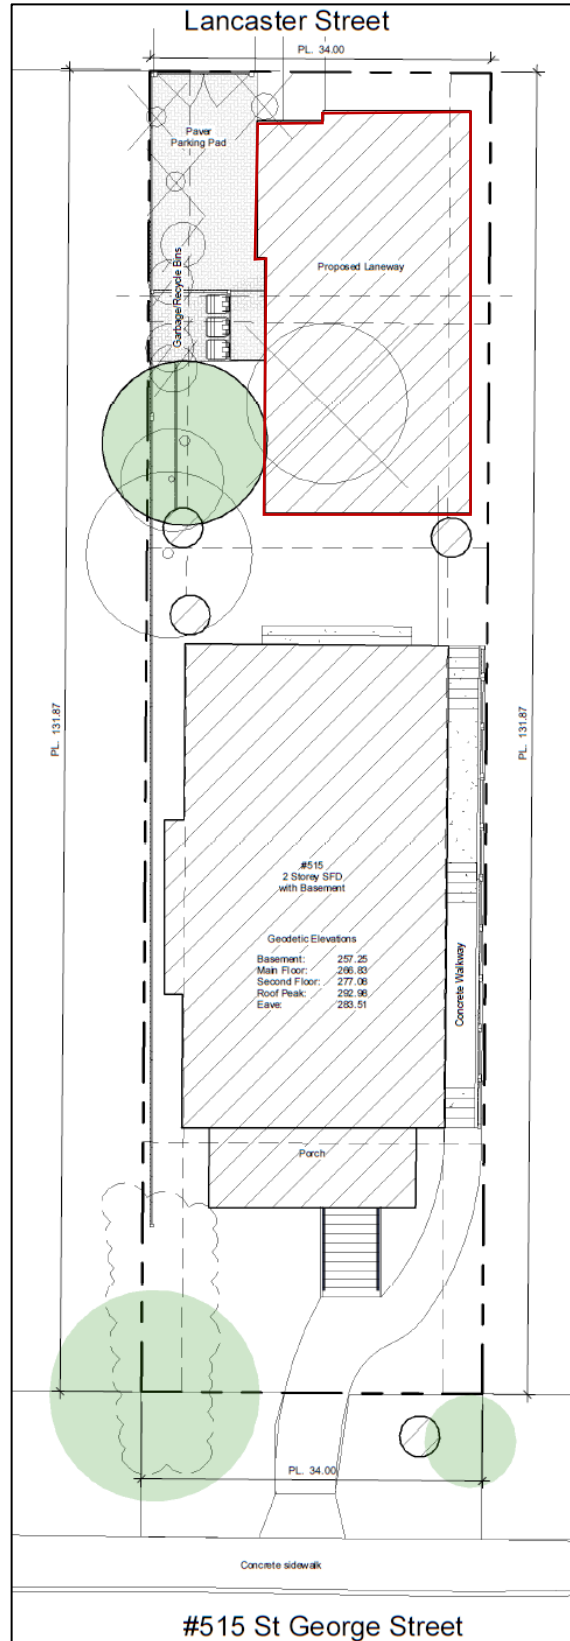 Lancaster Street
PL. 34.00
Paver
Parking Pad
Garbage/Recycle Bins
Proposed Laneway
PL. 131.87
PL. 131.87
#515
2 Storey SFD
with Basement
Geodetic Elevations
Basement: 257.25
Main Floor: 266.83
Second Floor: 277.08
Roof Peak: 292.98
Eave: 283.51
Concrete Walkway
Porch
PL. 34.00
Concrete sidewalk
#515 St George Street